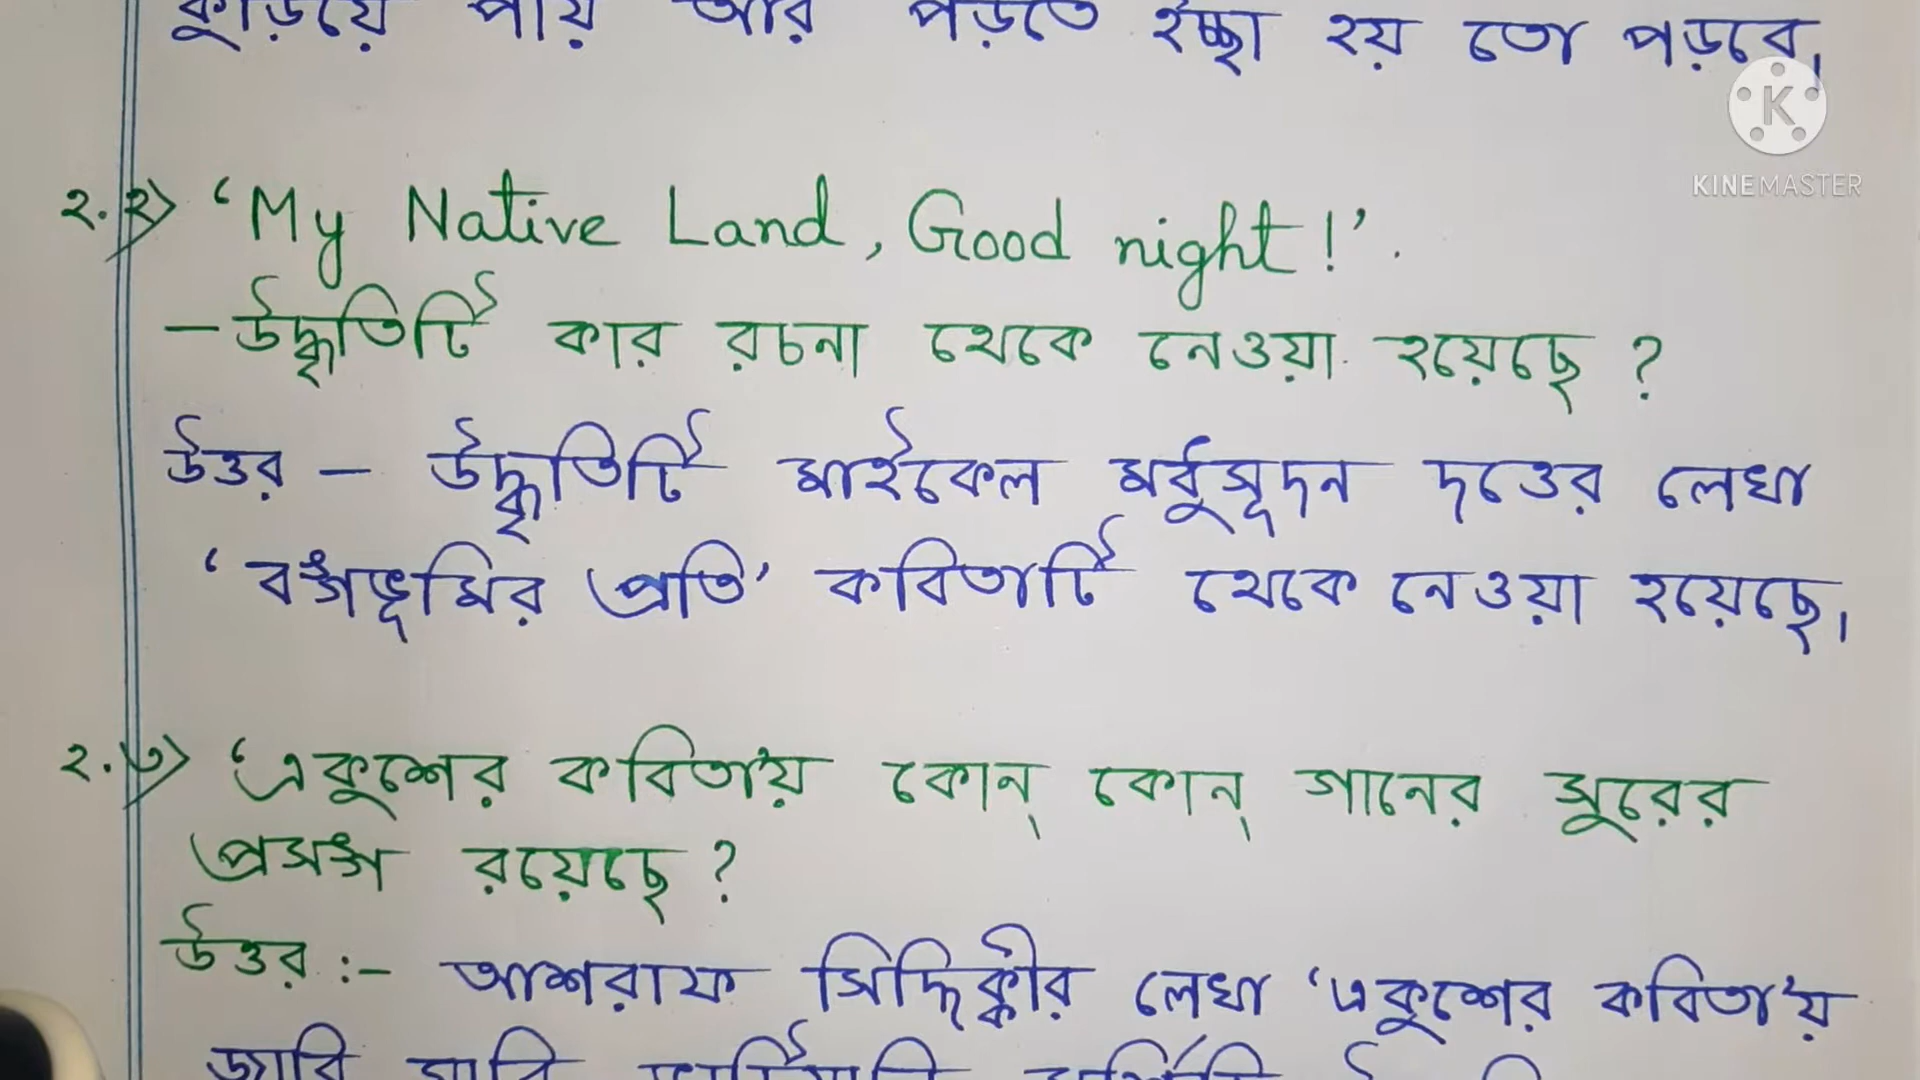 কুড়িয়ে পায় আর পড়তে ইচ্ছা হয় তো পড়বে।
KINEMASTER
২.২) ‘My Native Land, Good night!’.
– উদ্ধৃতিটি কার রচনা থেকে নেওয়া হয়েছে ?
উত্তর – উদ্ধৃতিটি মাইকেল মধুসূদন দত্তের লেখা
‘বঙ্গভূমির প্রতি’ কবিতাটি থেকে নেওয়া হয়েছে।
২.৩) ‘একুশের কবিতা’য় কোন্ কোন্ গানের সুরের
প্রসঙ্গ রয়েছে ?
উত্তর :– আশরাফ সিদ্দিকীর লেখা ‘একুশের কবিতা’য়
জারি সারি ভাটিয়ালি